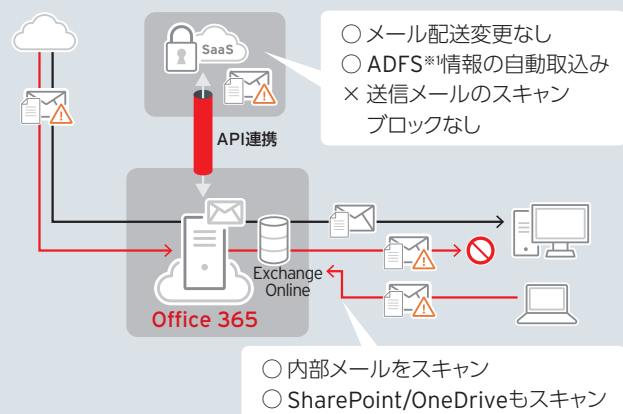 SaaS
○ メール配送変更なし
○ ADFS※1情報の自動取込み
× 送信メールのスキャン
ブロックなし
API連携
Exchange
Online
Office 365
○ 内部メールをスキャン
○ SharePoint/OneDriveもスキャン